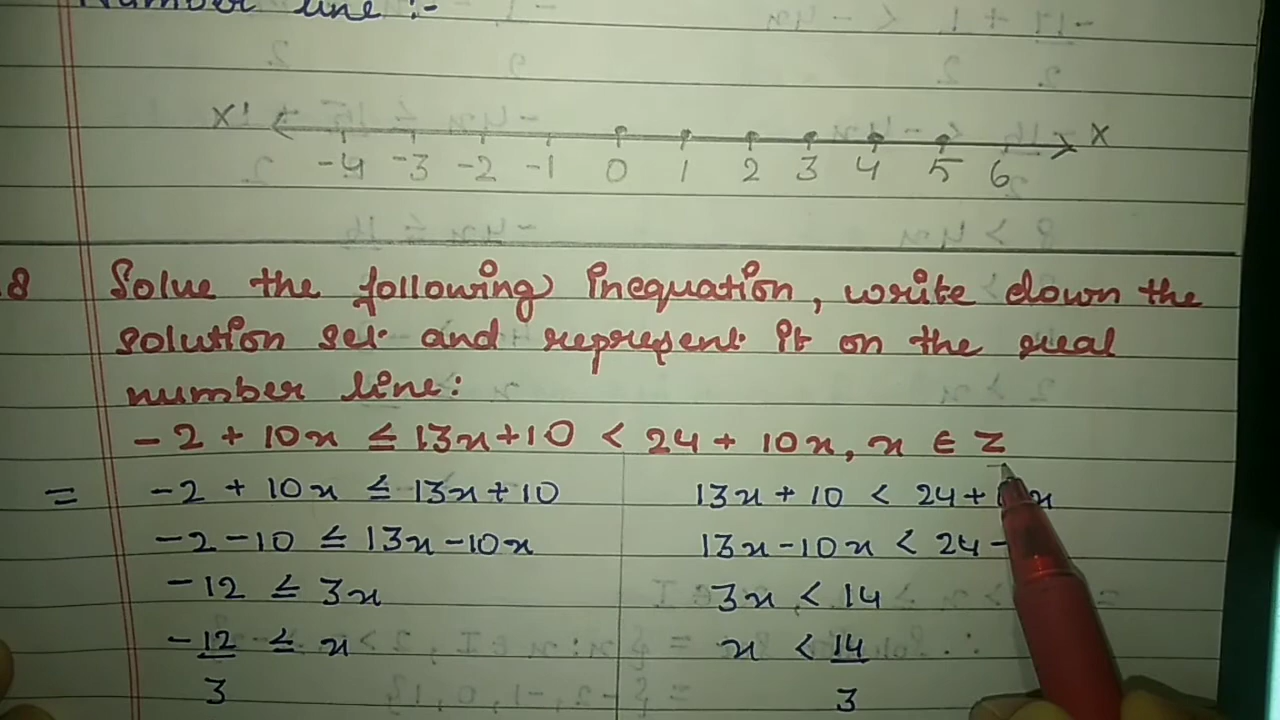 Number line :-
X' -4 -3 -2 -1 0 1 2 3 4 5 6 X
8 Solve the following Inequation, write down the
solution set and represent it on the real
number line:
-2 + 10x ≤ 13x+10 < 24 + 10x, x ∈ Z
= -2 + 10x ≤ 13x + 10 13x + 10 < 24+ x
-2-10 ≤ 13x-10x 13x-10x < 24-
-12 ≤ 3x 3x < 14
-12/3 ≤ x x < 14/3